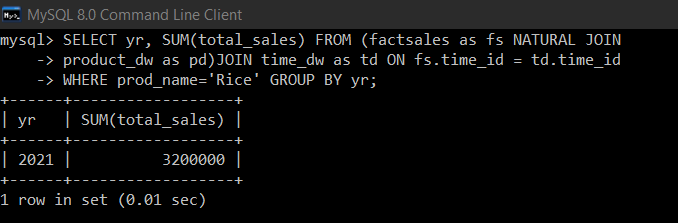 MySQL 8.0 Command Line Client
mysql> SELECT yr, SUM(total_sales) FROM (factsales as fs NATURAL JOIN
    -> product_dw as pd)JOIN time_dw as td ON fs.time_id = td.time_id
    -> WHERE prod_name='Rice' GROUP BY yr;
+------+------------------+
| yr   | SUM(total_sales) |
+------+------------------+
| 2021 |          3200000 |
+------+------------------+
1 row in set (0.01 sec)